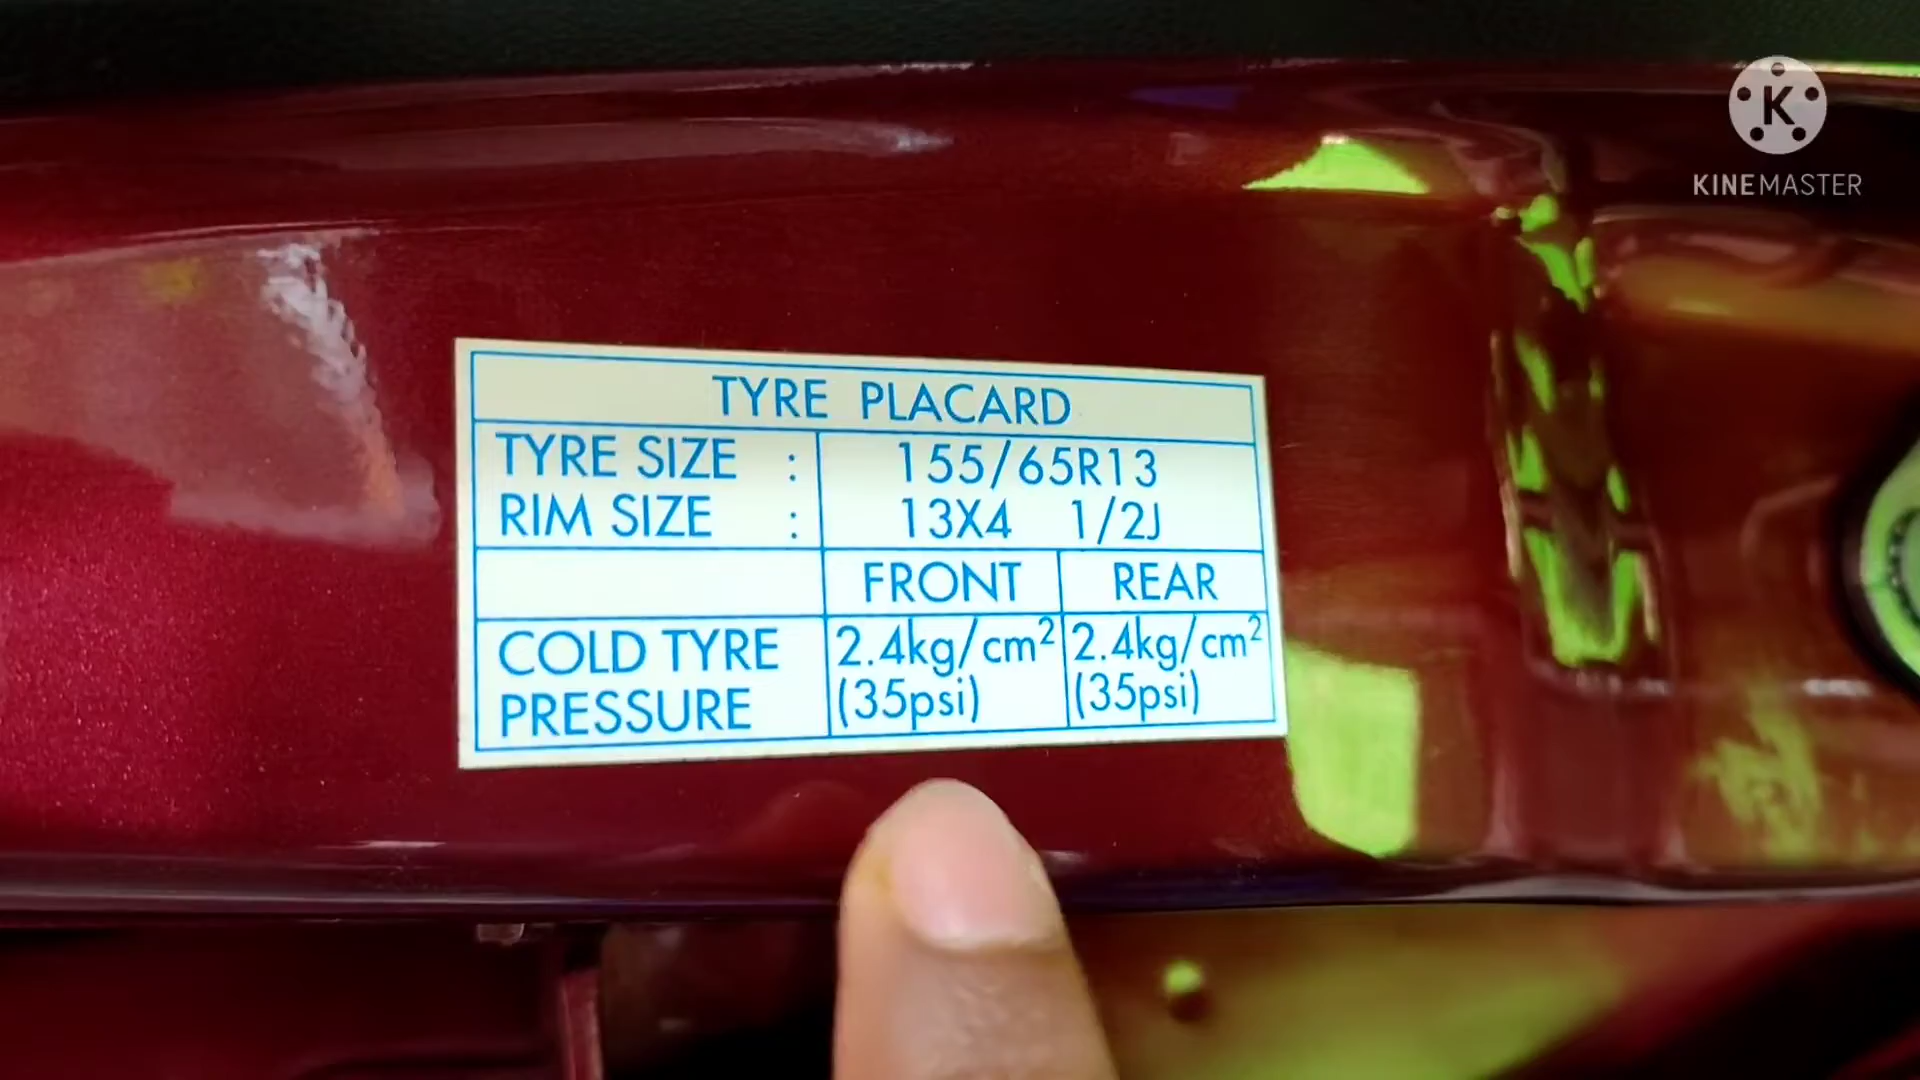 K
KINEMASTER
TYRE PLACARD
TYRE SIZE : 155/65R13
RIM SIZE : 13X4 1/2J
FRONT REAR
COLD TYRE PRESSURE 2.4kg/cm² (35psi) 2.4kg/cm² (35psi)